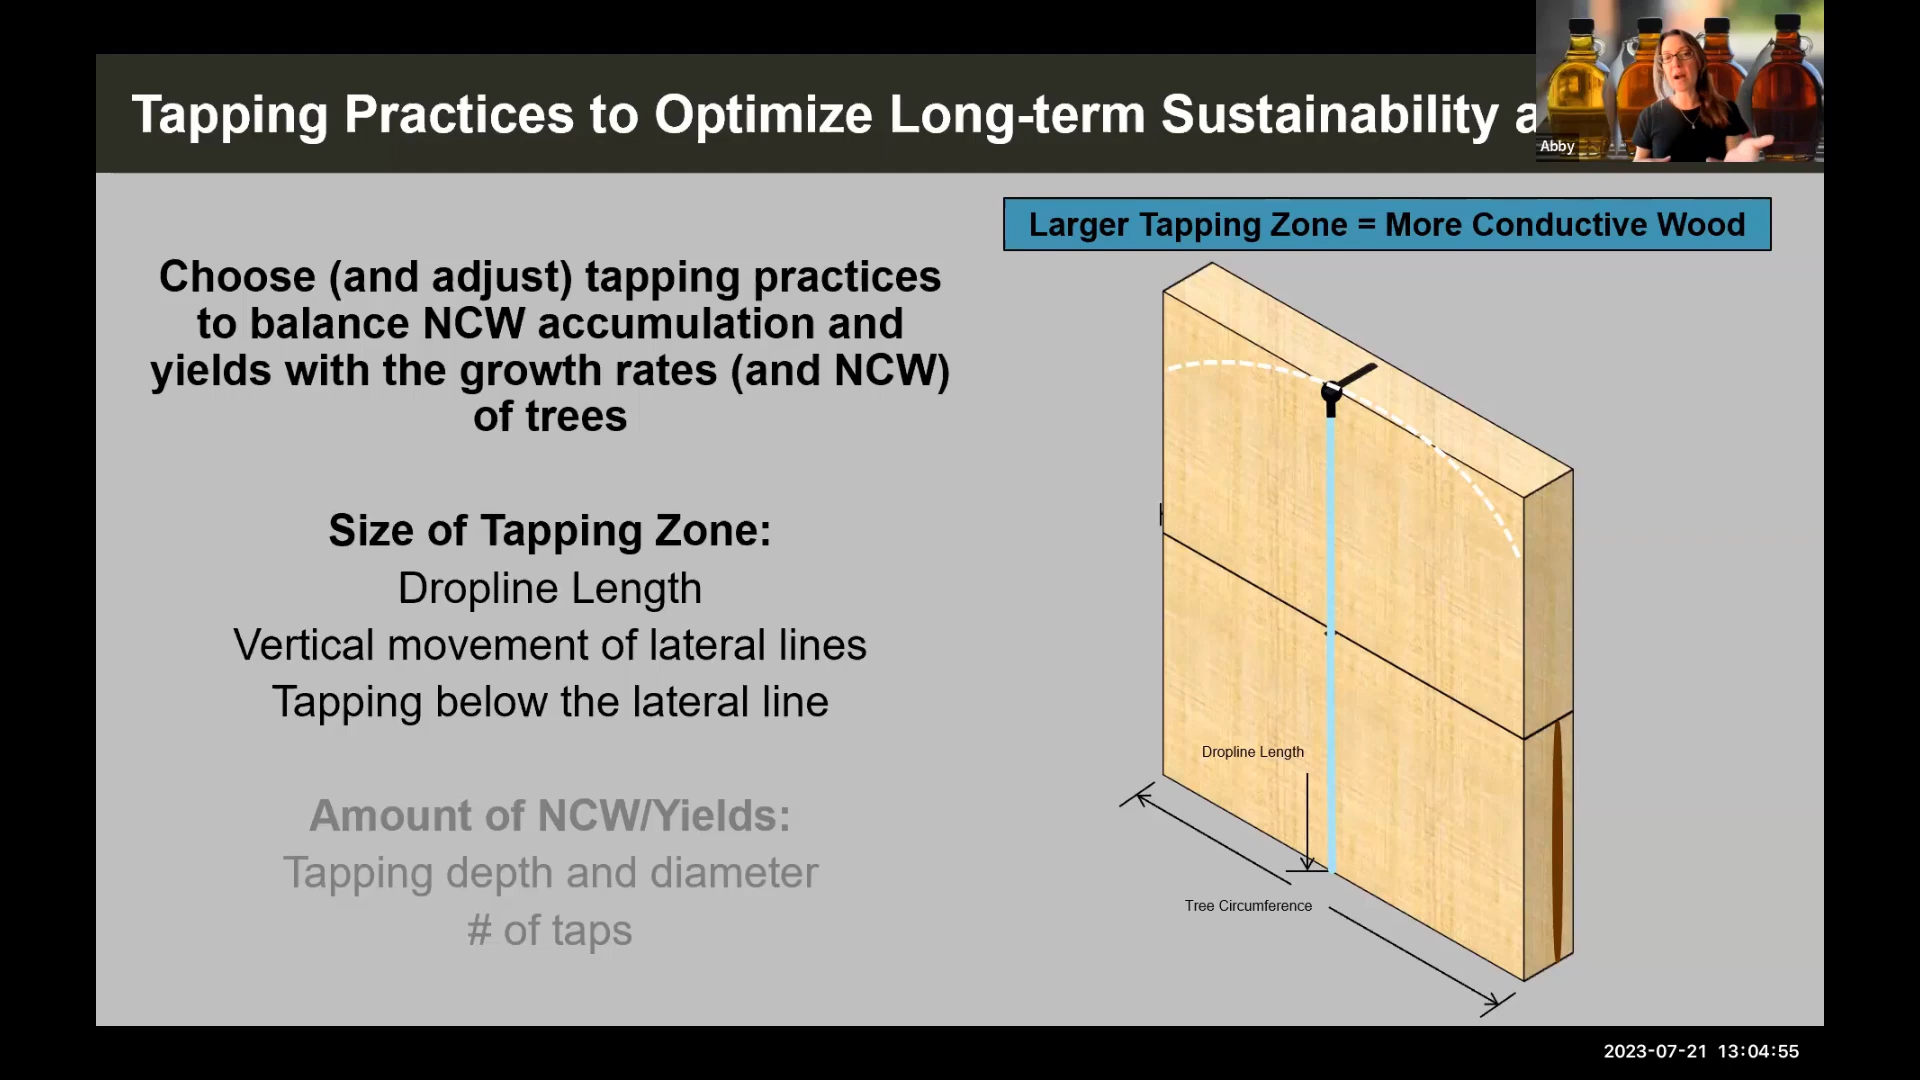 Tapping Practices to Optimize Long-term Sustainability a
Abby
Larger Tapping Zone = More Conductive Wood
Choose (and adjust) tapping practices
to balance NCW accumulation and
yields with the growth rates (and NCW)
of trees
Size of Tapping Zone:
Dropline Length
Vertical movement of lateral lines
Tapping below the lateral line
Amount of NCW/Yields:
Tapping depth and diameter
# of taps
Dropline Length
Tree Circumference
2023-07-21 13:04:55